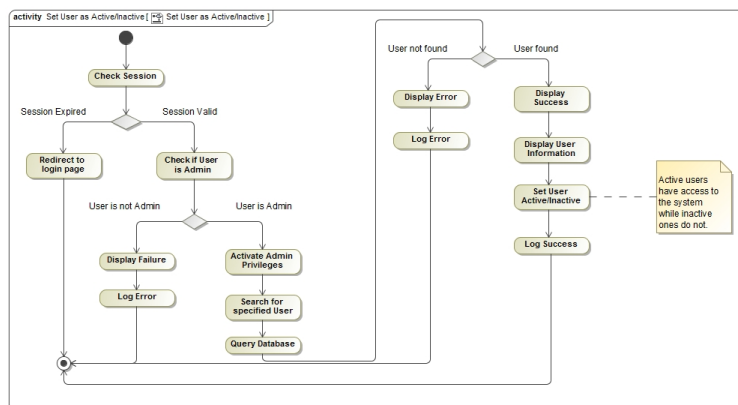 activity Set User as Active/Inactive [ Set User as Active/Inactive ]
Check Session
Session Expired
Session Valid
Redirect to
login page
Check if User
is Admin
User is not Admin
User is Admin
Display Failure
Log Error
Activate Admin
Privileges
Search for
specified User
Query Database
User not found
User found
Display Error
Log Error
Display
Success
Display User
Information
Set User
Active/Inactive
Log Success
Active users
have access to
the system
while inactive
ones do not.